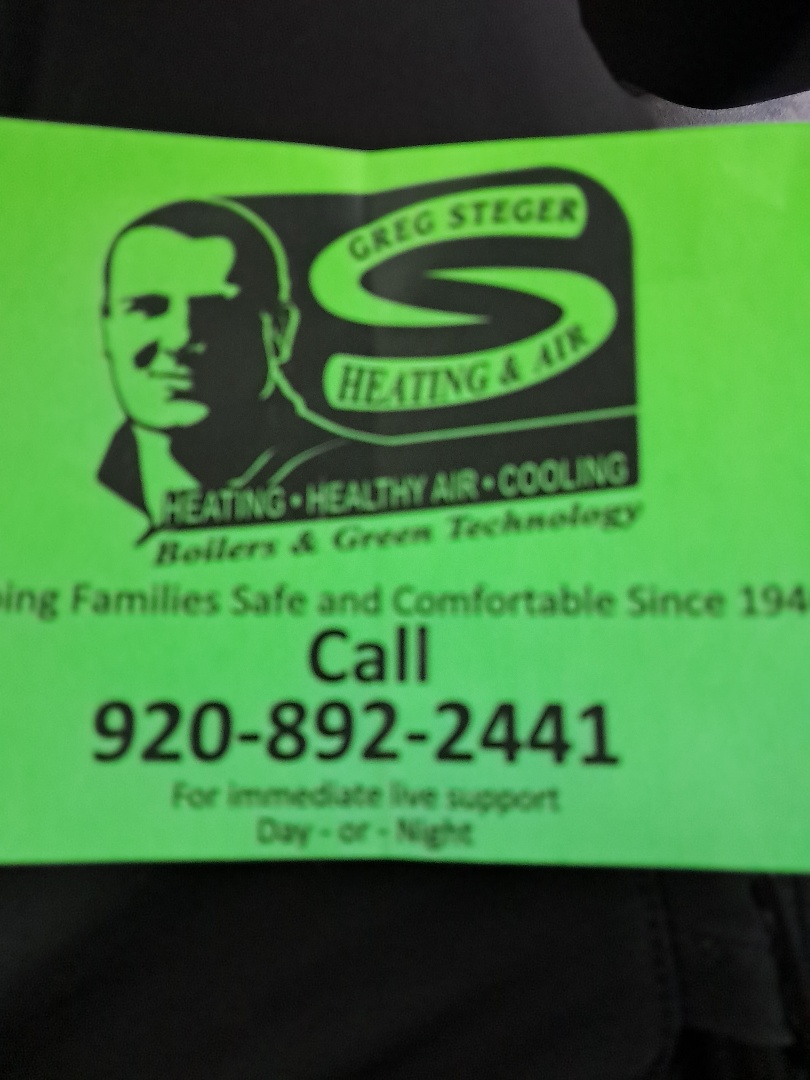 GREG STEGER
HEATING & AIR
HEATING • HEALTHY AIR • COOLING
Boilers & Green Technology
Families Safe and Comfortable Since
Call
920-892-2441
For immediate live support
Day - or - Night